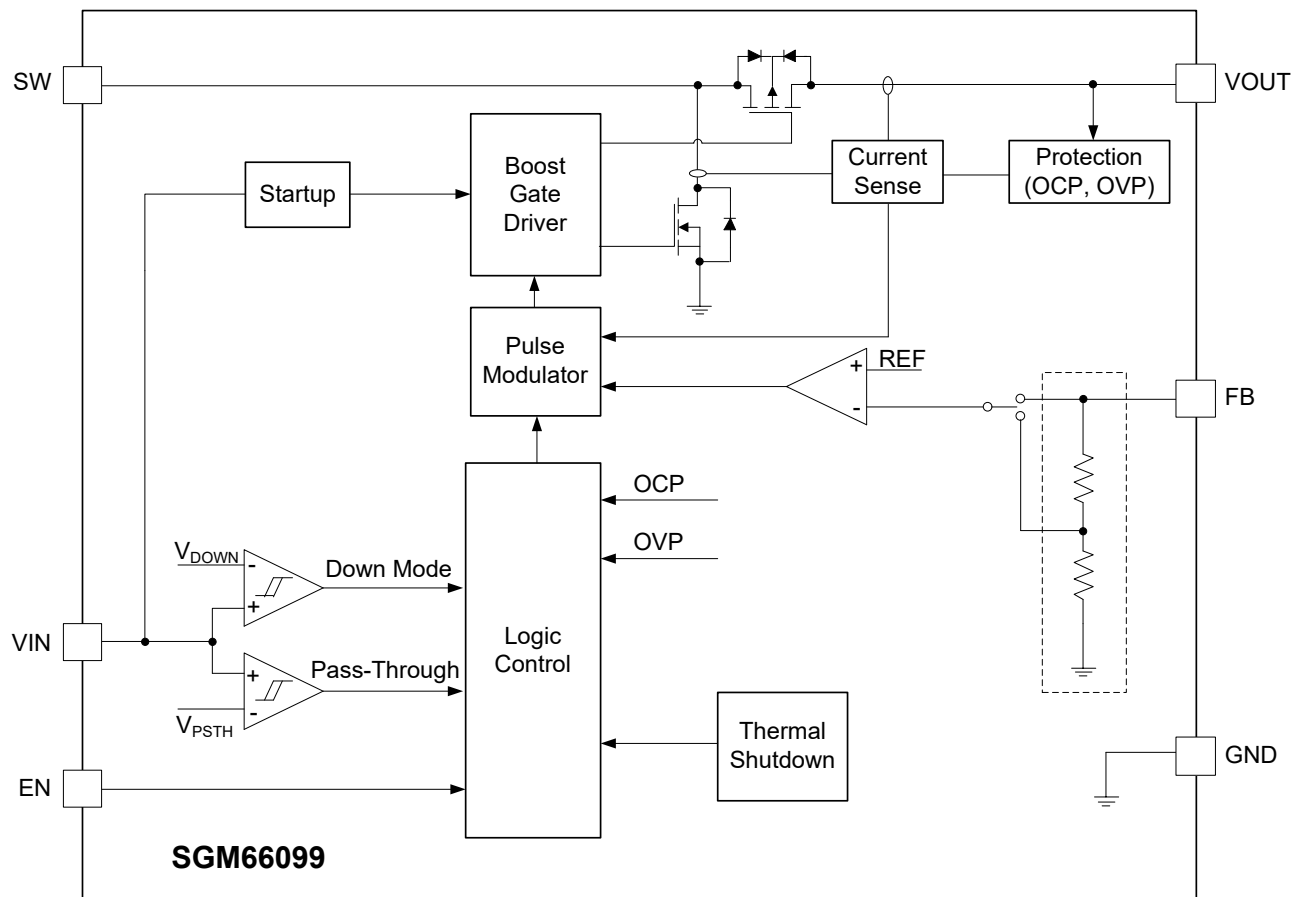 SW
VOUT
Boost
Gate
Driver
Startup
Current
Sense
Protection
(OCP, OVP)
Pulse
Modulator
+
REF
-
FB
OCP
OVP
VDOWN
-
+
Down Mode
VIN
Logic
Control
+
-
Pass-Through
VPSTH
Thermal
Shutdown
GND
EN
SGM66099